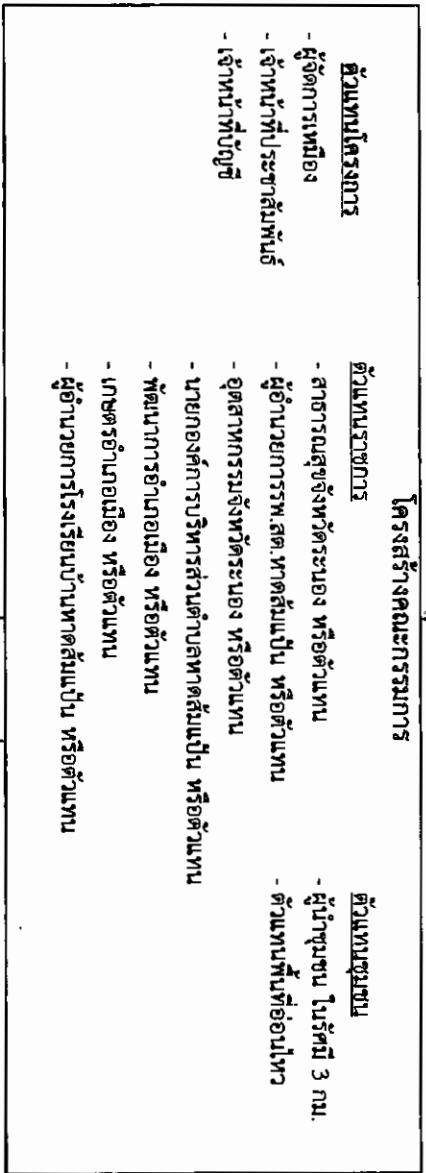 โครงสร้างคณะกรรมการ
ตัวแทนโครงการ
- ผู้จัดการเหมือง
- เจ้าหน้าที่ประชาสัมพันธ์
- เจ้าหน้าที่บัญชี
ตัวแทนราชการ
- สาธารณสุขจังหวัดระนอง หรือตัวแทน
- ผู้อำนวยการรพ.สต.หาดส้มแป้น หรือตัวแทน
- อุตสาหกรรมจังหวัดระนอง หรือตัวแทน
- นายกองค์การบริหารส่วนตำบลหาดส้มแป้น หรือตัวแทน
- พัฒนาการอำเภอเมือง หรือตัวแทน
- เกษตรอำเภอเมือง หรือตัวแทน
- ผู้อำนวยการโรงเรียนบ้านหาดส้มแป้น หรือตัวแทน
ตัวแทนชุมชน
- ผู้นำชุมชน ในรัศมี 3 กม.
- ตัวแทนพื้นที่อ่อนไหว